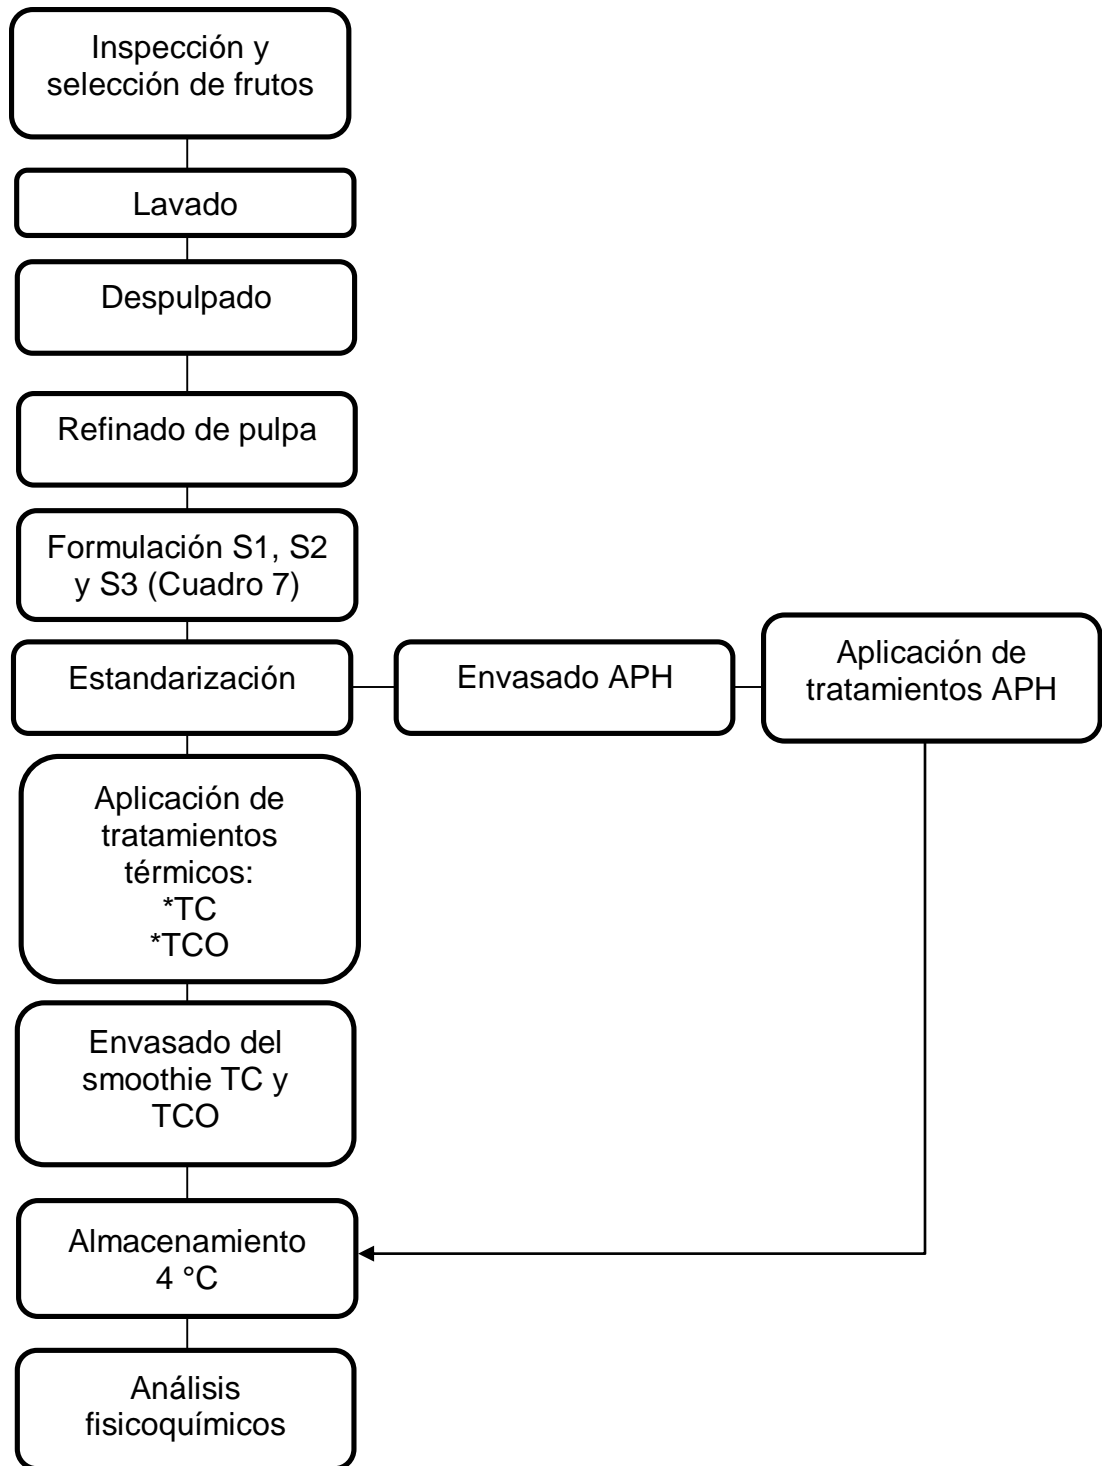 Inspección y
selección de frutos
Lavado
Despulpado
Refinado de pulpa
Formulación S1, S2
y S3 (Cuadro 7)
Estandarización
Envasado APH
Aplicación de
tratamientos APH
Aplicación de
tratamientos
térmicos:
*TC
*TCO
Envasado del
smoothie TC y
TCO
Almacenamiento
4 °C
Análisis
fisicoquímicos